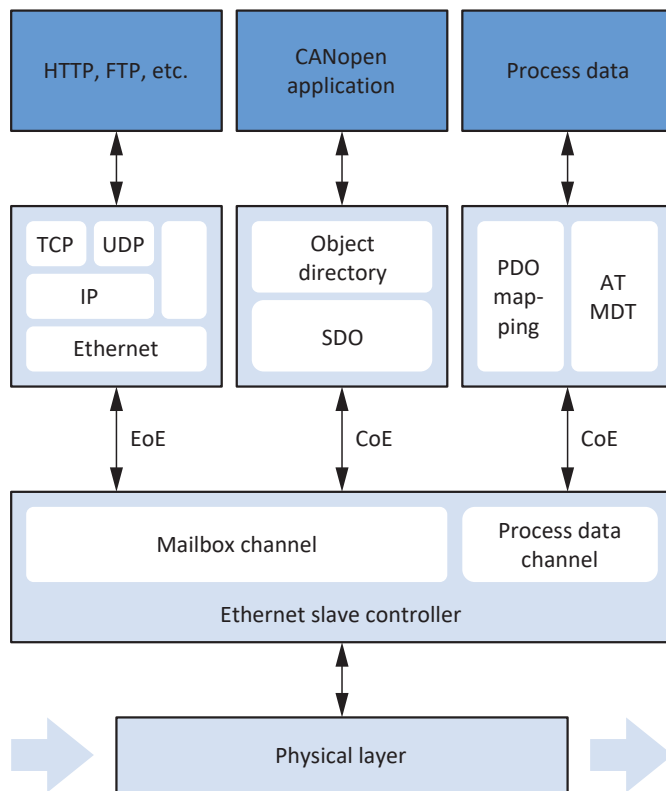 HTTP, FTP, etc.
CANopen
application
Process data
TCP
UDP
IP
Ethernet
Object
directory
SDO
PDO
map-
ping
AT
MDT
EoE
CoE
CoE
Mailbox channel
Process data
channel
Ethernet slave controller
Physical layer